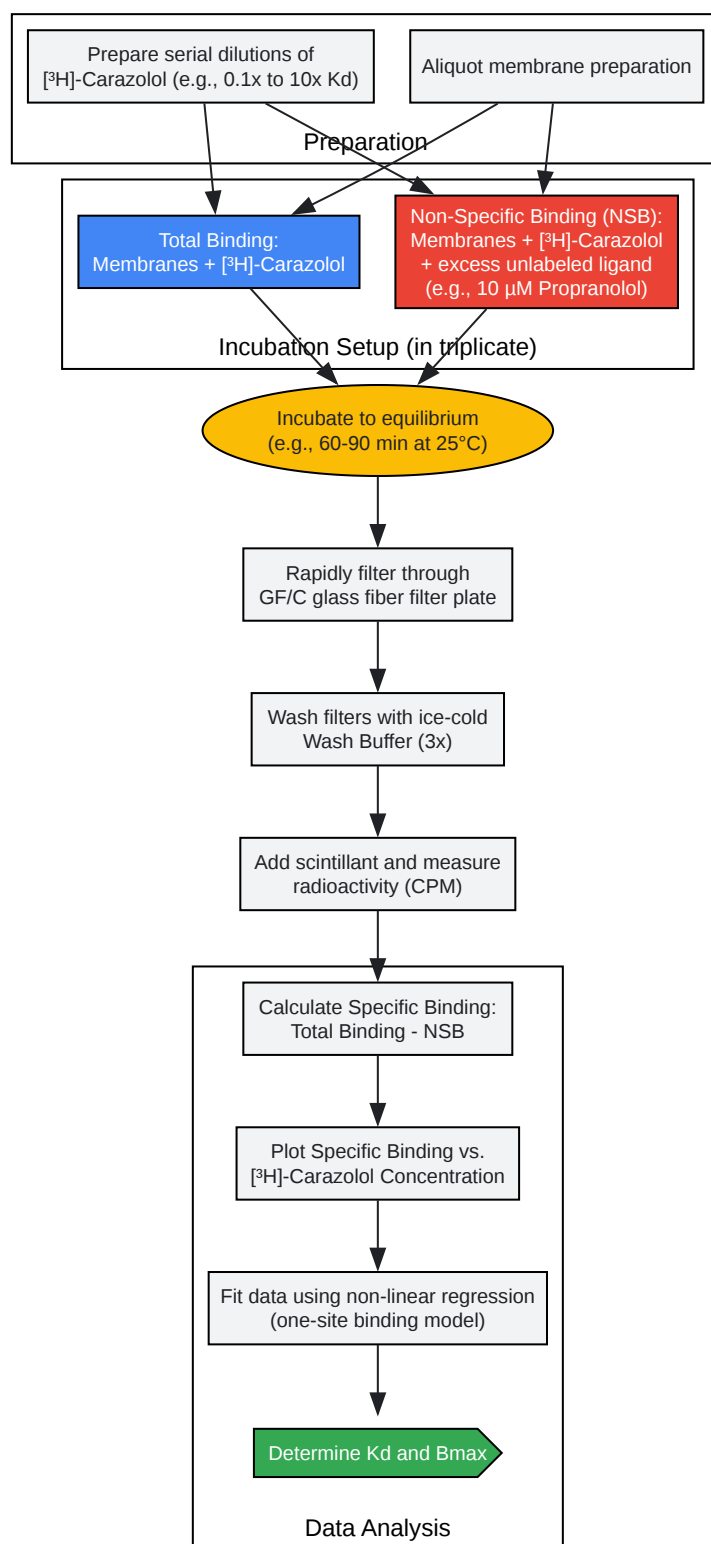 Prepare serial dilutions of
[³H]-Carazolol (e.g., 0.1x to 10x Kd)
Aliquot membrane preparation
Preparation
Total Binding:
Membranes + [³H]-Carazolol
Non-Specific Binding (NSB):
Membranes + [³H]-Carazolol
+ excess unlabeled ligand
(e.g., 10 µM Propranolol)
Incubation Setup (in triplicate)
Incubate to equilibrium
(e.g., 60-90 min at 25°C)
Rapidly filter through
GF/C glass fiber filter plate
Wash filters with ice-cold
Wash Buffer (3x)
Add scintillant and measure
radioactivity (CPM)
Calculate Specific Binding:
Total Binding - NSB
Plot Specific Binding vs.
[³H]-Carazolol Concentration
Fit data using non-linear regression
(one-site binding model)
Determine Kd and Bmax
Data Analysis